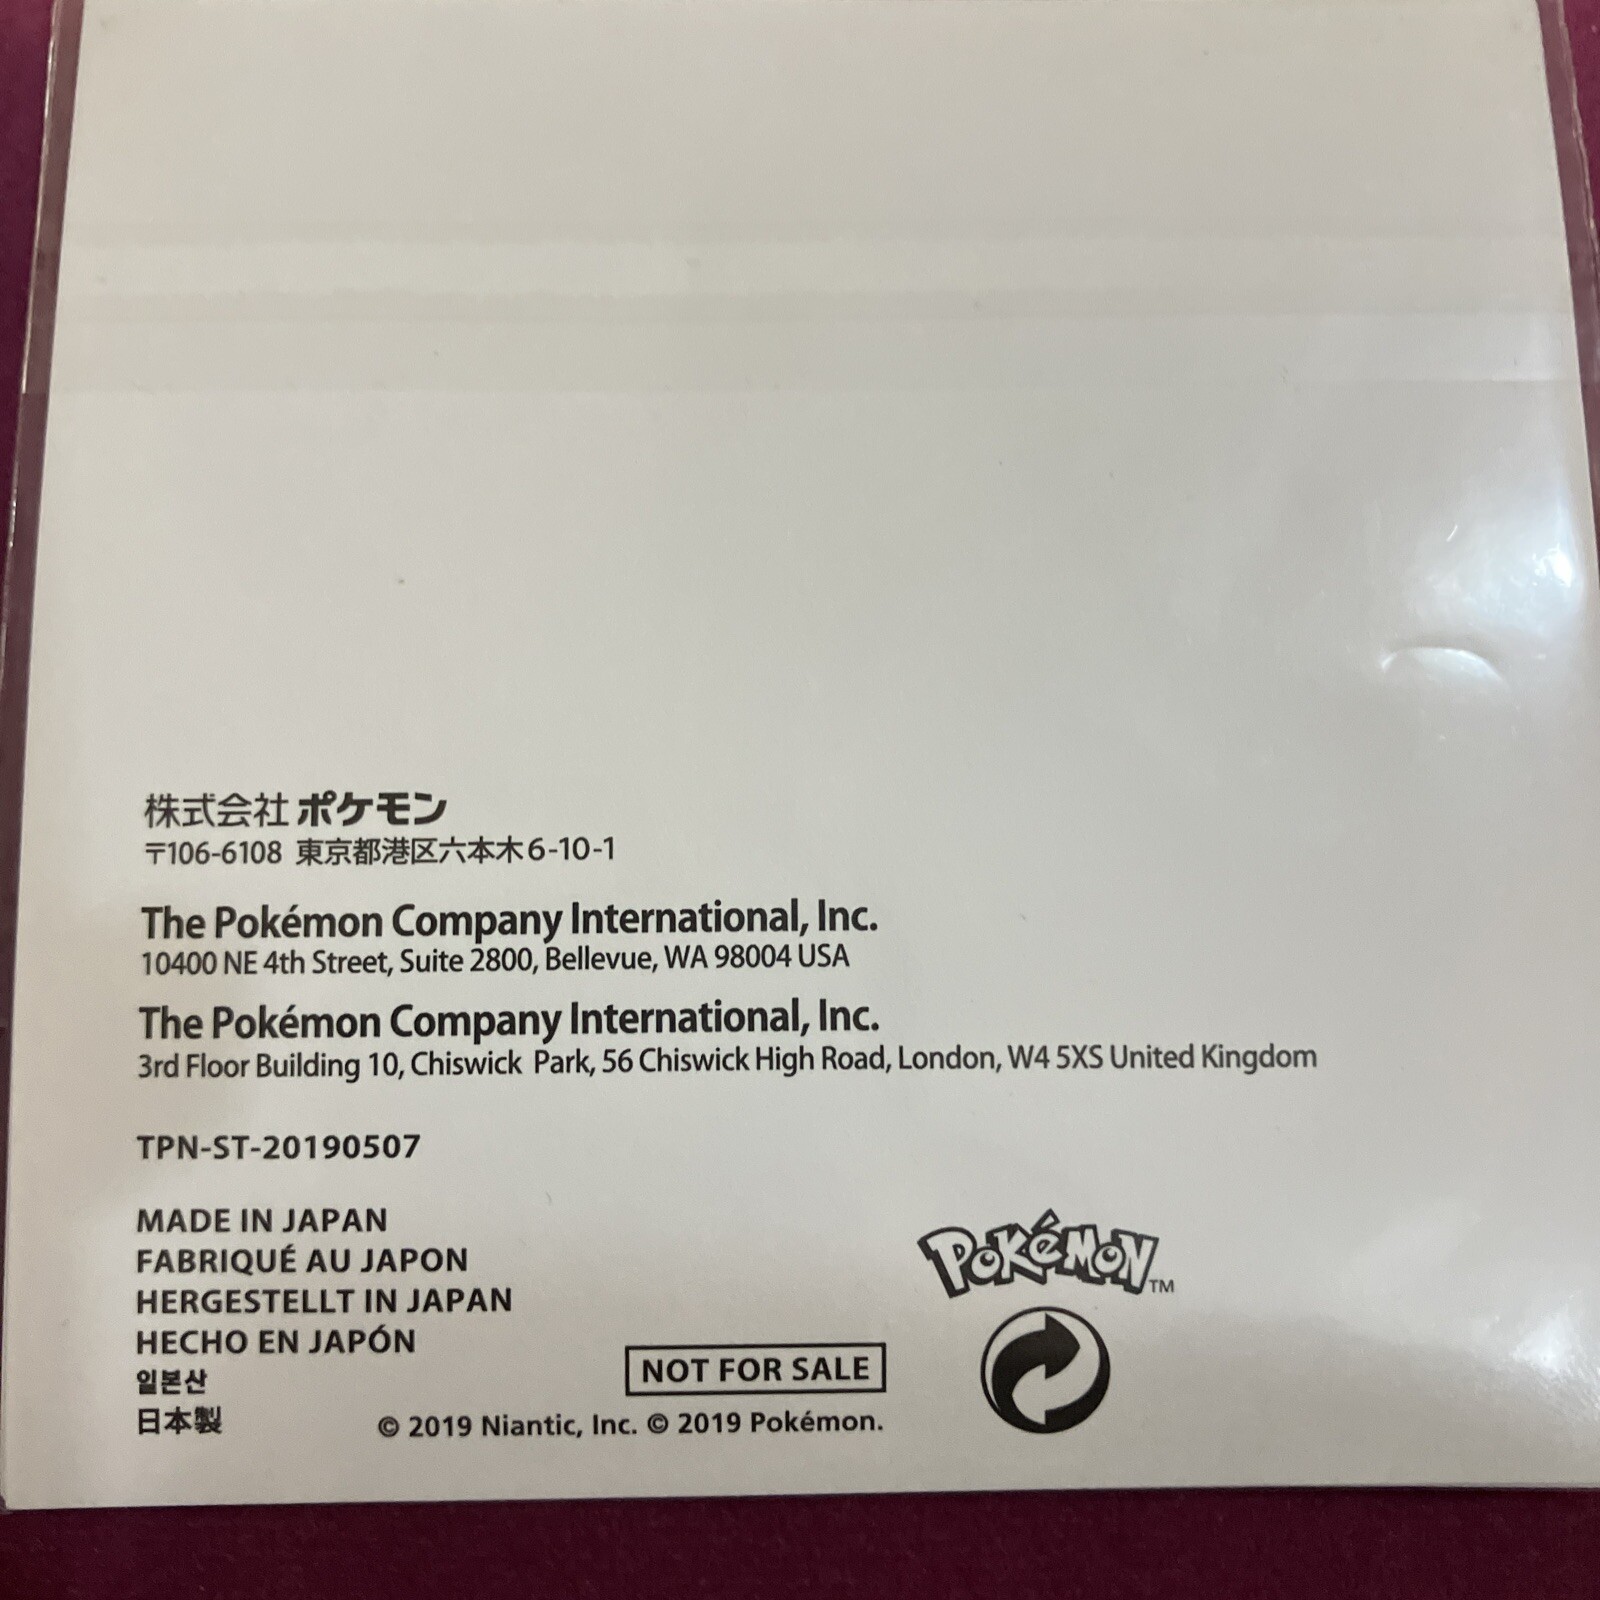 株式会社 ポケモン
〒106-6108 東京都港区六本木6-10-1
The Pokémon Company International, Inc.
10400 NE 4th Street, Suite 2800, Bellevue, WA 98004 USA
The Pokémon Company International, Inc.
3rd Floor Building 10, Chiswick Park, 56 Chiswick High Road, London, W4 5XS United Kingdom
TPN-ST-20190507
MADE IN JAPAN
FABRIQUÉ AU JAPON
HERGESTELLT IN JAPAN
HECHO EN JAPÓN
일본산
日本製
NOT FOR SALE
© 2019 Niantic, Inc. © 2019 Pokémon.
POKéMON™